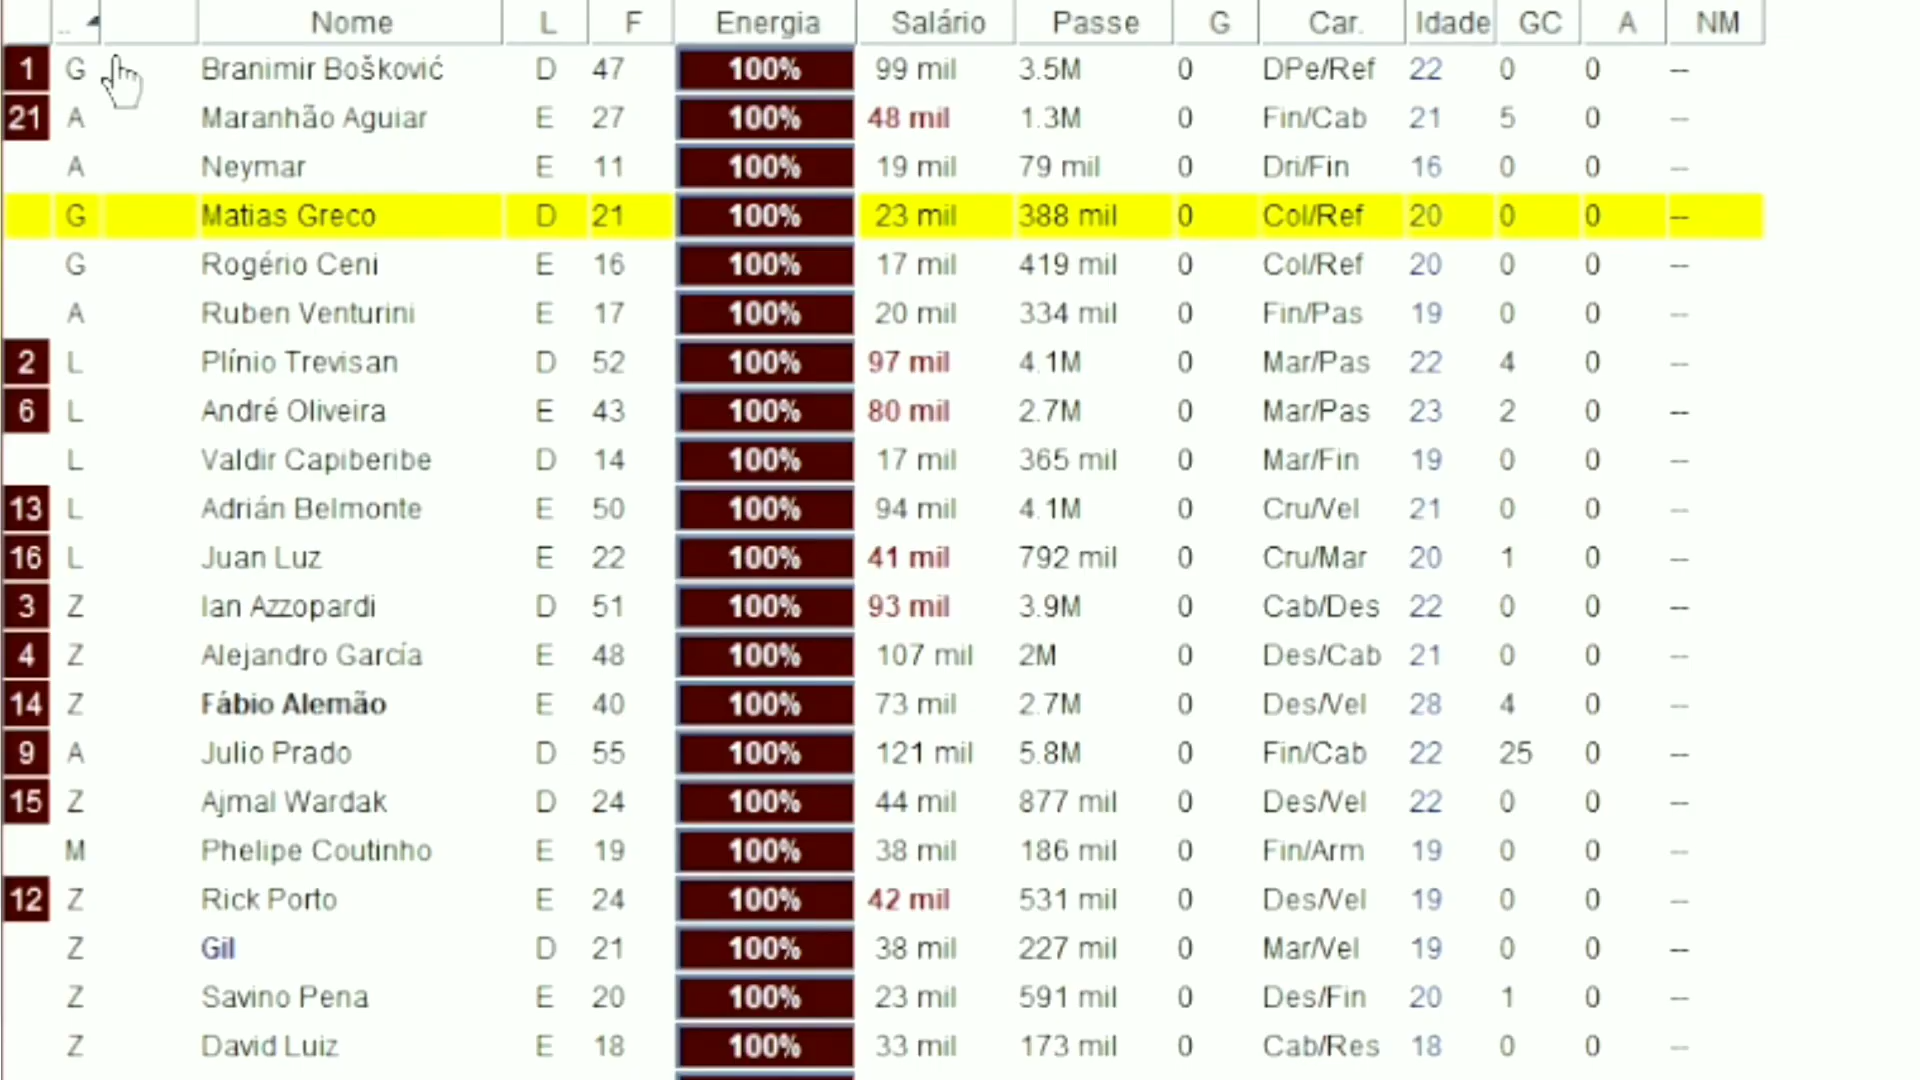 .. Nome L F Energia Salário Passe G Car. Idade GC A NM
1 G Branimir Bošković D 47 100% 99 mil 3.5M 0 DPe/Ref 22 0 0 --
21 A Maranhão Aguiar E 27 100% 48 mil 1.3M 0 Fin/Cab 21 5 0 --
A Neymar E 11 100% 19 mil 79 mil 0 Dri/Fin 16 0 0 --
G Matias Greco D 21 100% 23 mil 388 mil 0 Col/Ref 20 0 0 --
G Rogério Ceni E 16 100% 17 mil 419 mil 0 Col/Ref 20 0 0 --
A Ruben Venturini E 17 100% 20 mil 334 mil 0 Fin/Pas 19 0 0 --
2 L Plínio Trevisan D 52 100% 97 mil 4.1M 0 Mar/Pas 22 4 0 --
6 L André Oliveira E 43 100% 80 mil 2.7M 0 Mar/Pas 23 2 0 --
L Valdir Capiberibe D 14 100% 17 mil 365 mil 0 Mar/Fin 19 0 0 --
13 L Adrián Belmonte E 50 100% 94 mil 4.1M 0 Cru/Vel 21 0 0 --
16 L Juan Luz E 22 100% 41 mil 792 mil 0 Cru/Mar 20 1 0 --
3 Z Ian Azzopardi D 51 100% 93 mil 3.9M 0 Cab/Des 22 0 0 --
4 Z Alejandro García E 48 100% 107 mil 2M 0 Des/Cab 21 0 0 --
14 Z Fábio Alemão E 40 100% 73 mil 2.7M 0 Des/Vel 28 4 0 --
9 A Julio Prado D 55 100% 121 mil 5.8M 0 Fin/Cab 22 25 0 --
15 Z Ajmal Wardak D 24 100% 44 mil 877 mil 0 Des/Vel 22 0 0 --
M Phelipe Coutinho E 19 100% 38 mil 186 mil 0 Fin/Arm 19 0 0 --
12 Z Rick Porto E 24 100% 42 mil 531 mil 0 Des/Vel 19 0 0 --
Z Gil D 21 100% 38 mil 227 mil 0 Mar/Vel 19 0 0 --
Z Savino Pena E 20 100% 23 mil 591 mil 0 Des/Fin 20 1 0 --
Z David Luiz E 18 100% 33 mil 173 mil 0 Cab/Res 18 0 0 --